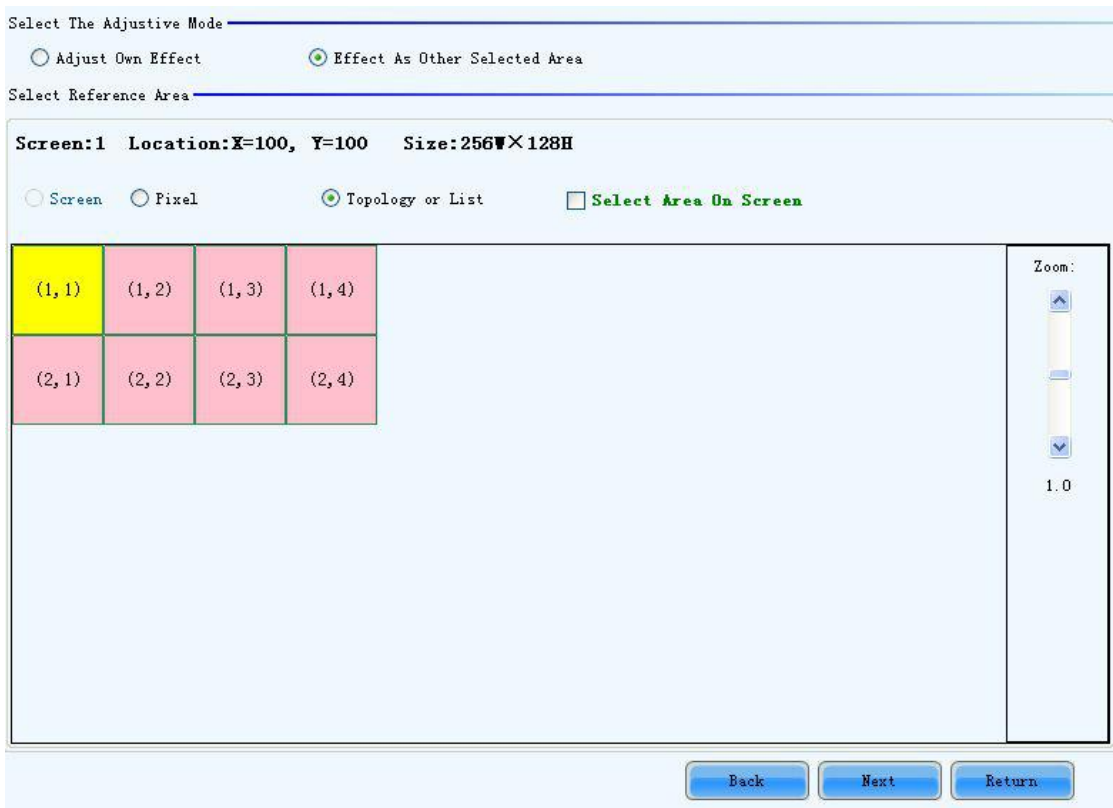 Select The Adjustive Mode
Adjust Own Effect Effect As Other Selected Area
Select Reference Area
Screen:1 Location:X=100, Y=100 Size:256W×128H
Screen Pixel Topology or List Select Area On Screen
(1,1) (1,2) (1,3) (1,4)
(2,1) (2,2) (2,3) (2,4)
Zoom:
1.0
Back Next Return